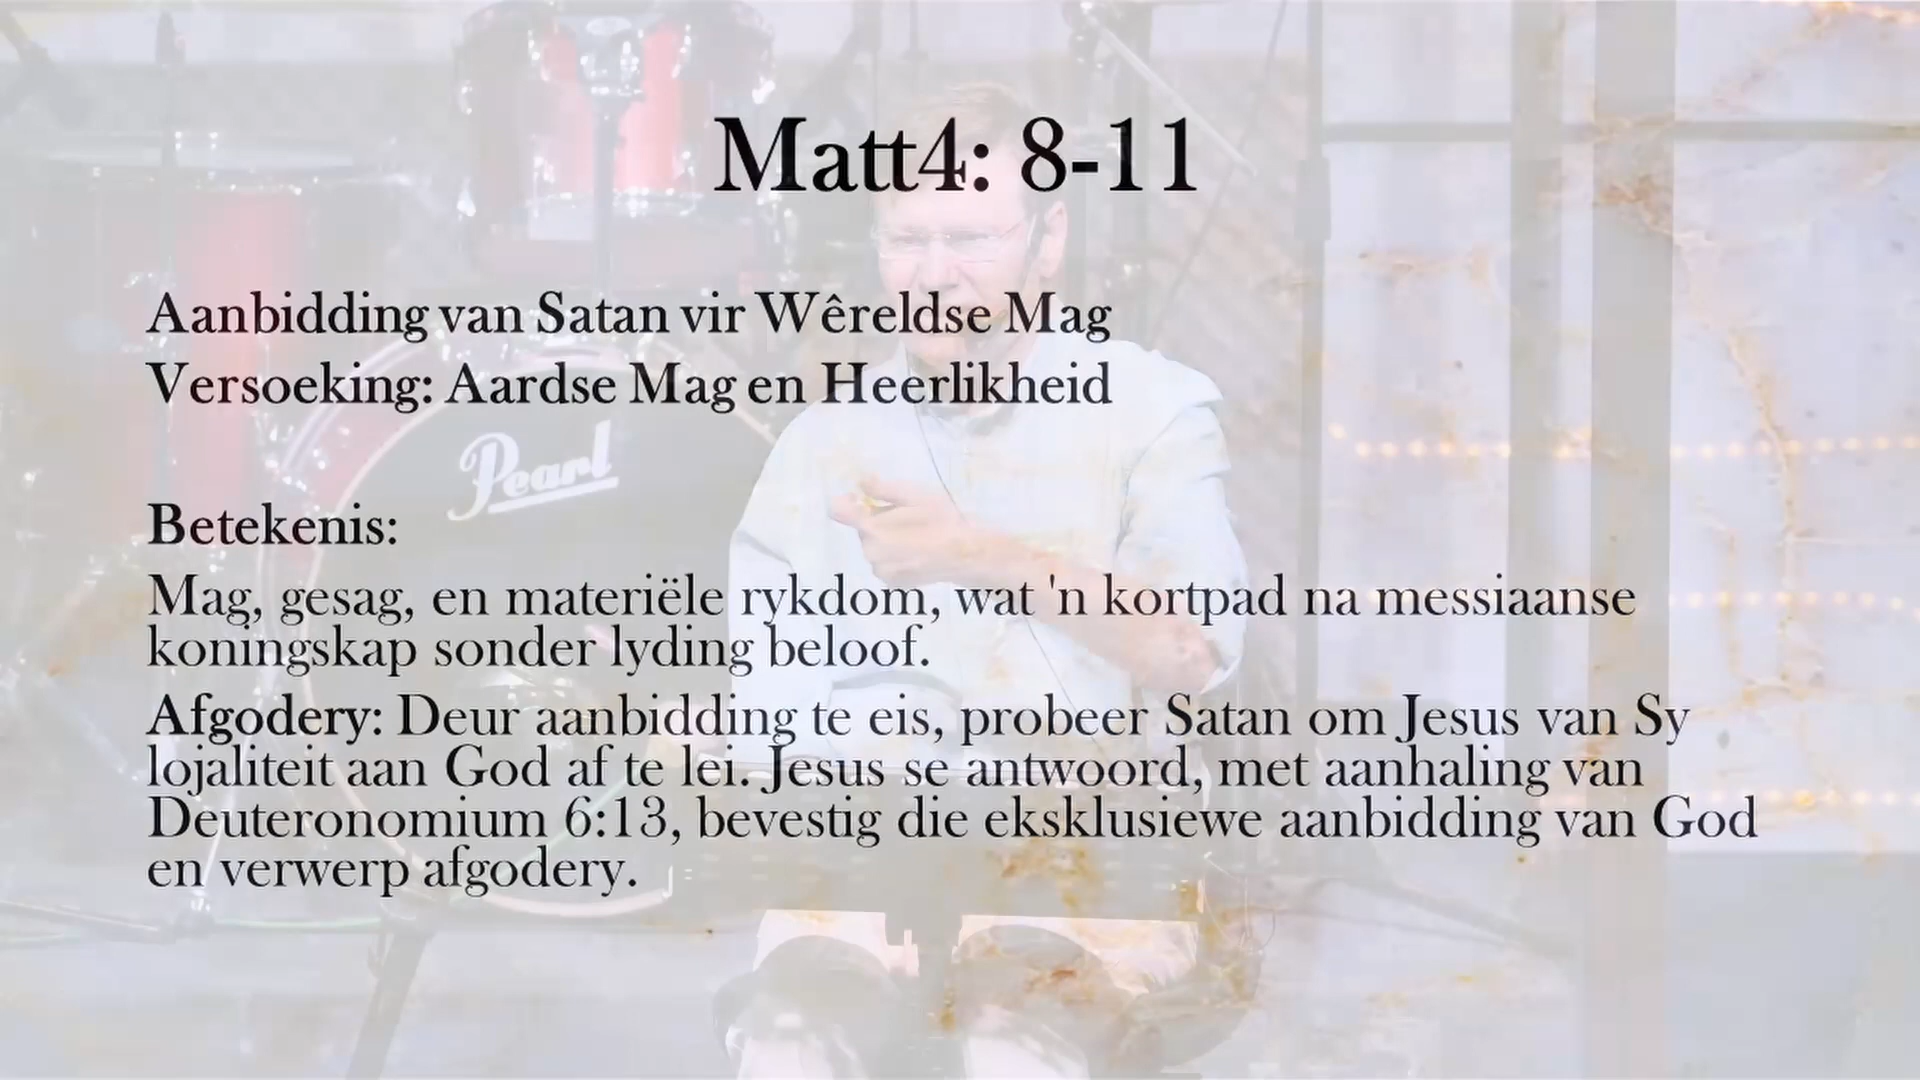 Matt4: 8-11
Aanbidding van Satan vir Wêreldse Mag
Versoeking: Aardse Mag en Heerlikheid
Pearl
Betekenis:
Mag, gesag, en materiële rykdom, wat 'n kortpad na messiaanse
koningskap sonder lyding beloof.
Afgodery: Deur aanbidding te eis, probeer Satan om Jesus van Sy
lojaliteit aan God af te lei. Jesus se antwoord, met aanhaling van
Deuteronomium 6:13, bevestig die eksklusiewe aanbidding van God
en verwerp afgodery.